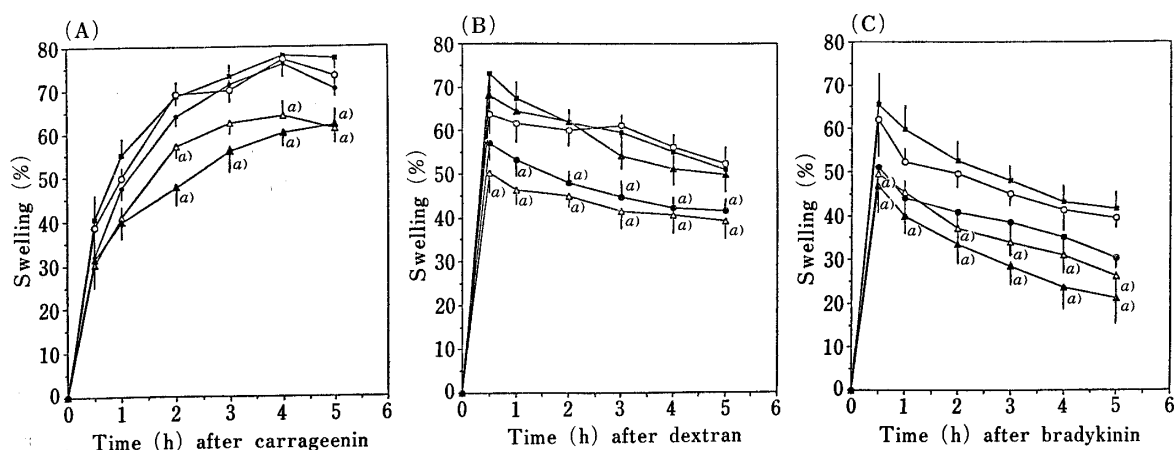 (A)
Swelling (%)
80
70
60
50
40
30
20
10
0
a)
a)
a)
a)
a)
a)
0 1 2 3 4 5 6
Time (h) after carrageenin
(B)
Swelling (%)
80
70
60
50
40
30
20
10
0
a)
a)
a)
a)
a)
a)
a)
a)
a)
a)
a)
0 1 2 3 4 5 6
Time (h) after dextran
(C)
Swelling (%)
80
70
60
50
40
30
20
10
0
a)
a)
a)
a)
a)
a)
a)
a)
a)
a)
0 1 2 3 4 5 6
Time (h) after bradykinin